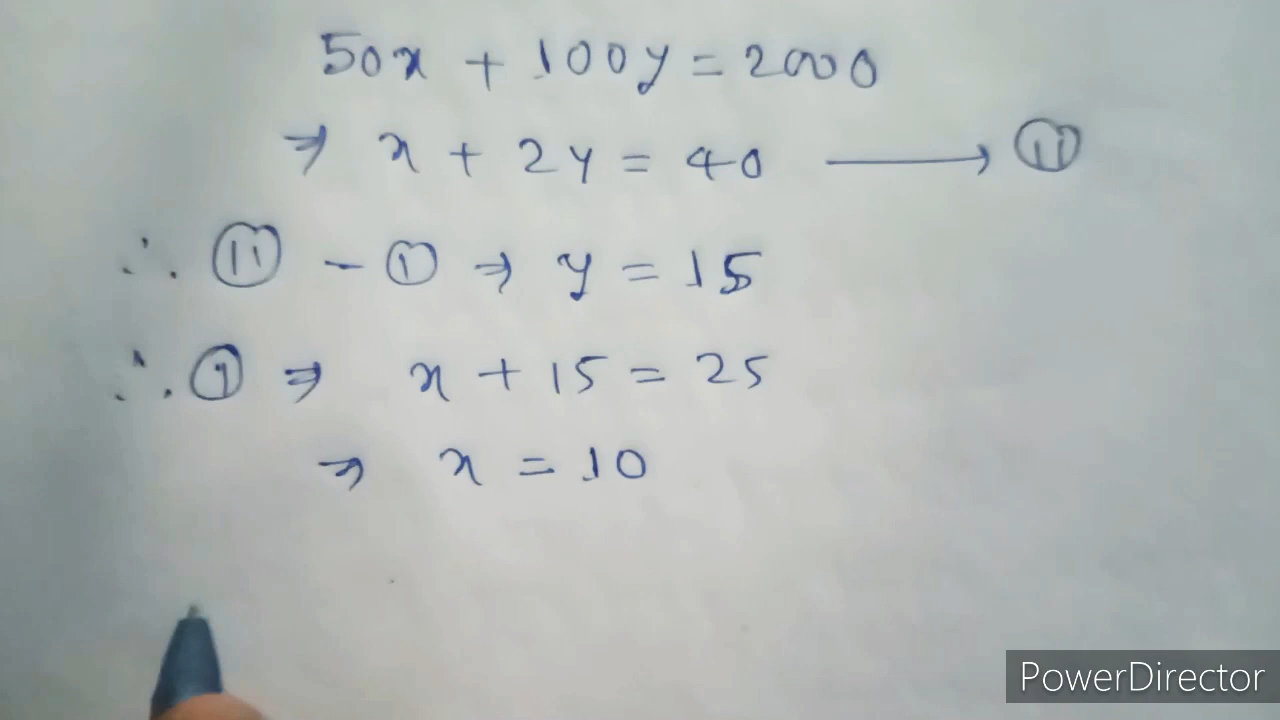 50x + 100y = 2000
⇒ x + 2y = 40 ⟶ (ii)
∴ (ii) - (i) ⇒ y = 15
∴ (i) ⇒ x + 15 = 25
⇒ x = 10
PowerDirector